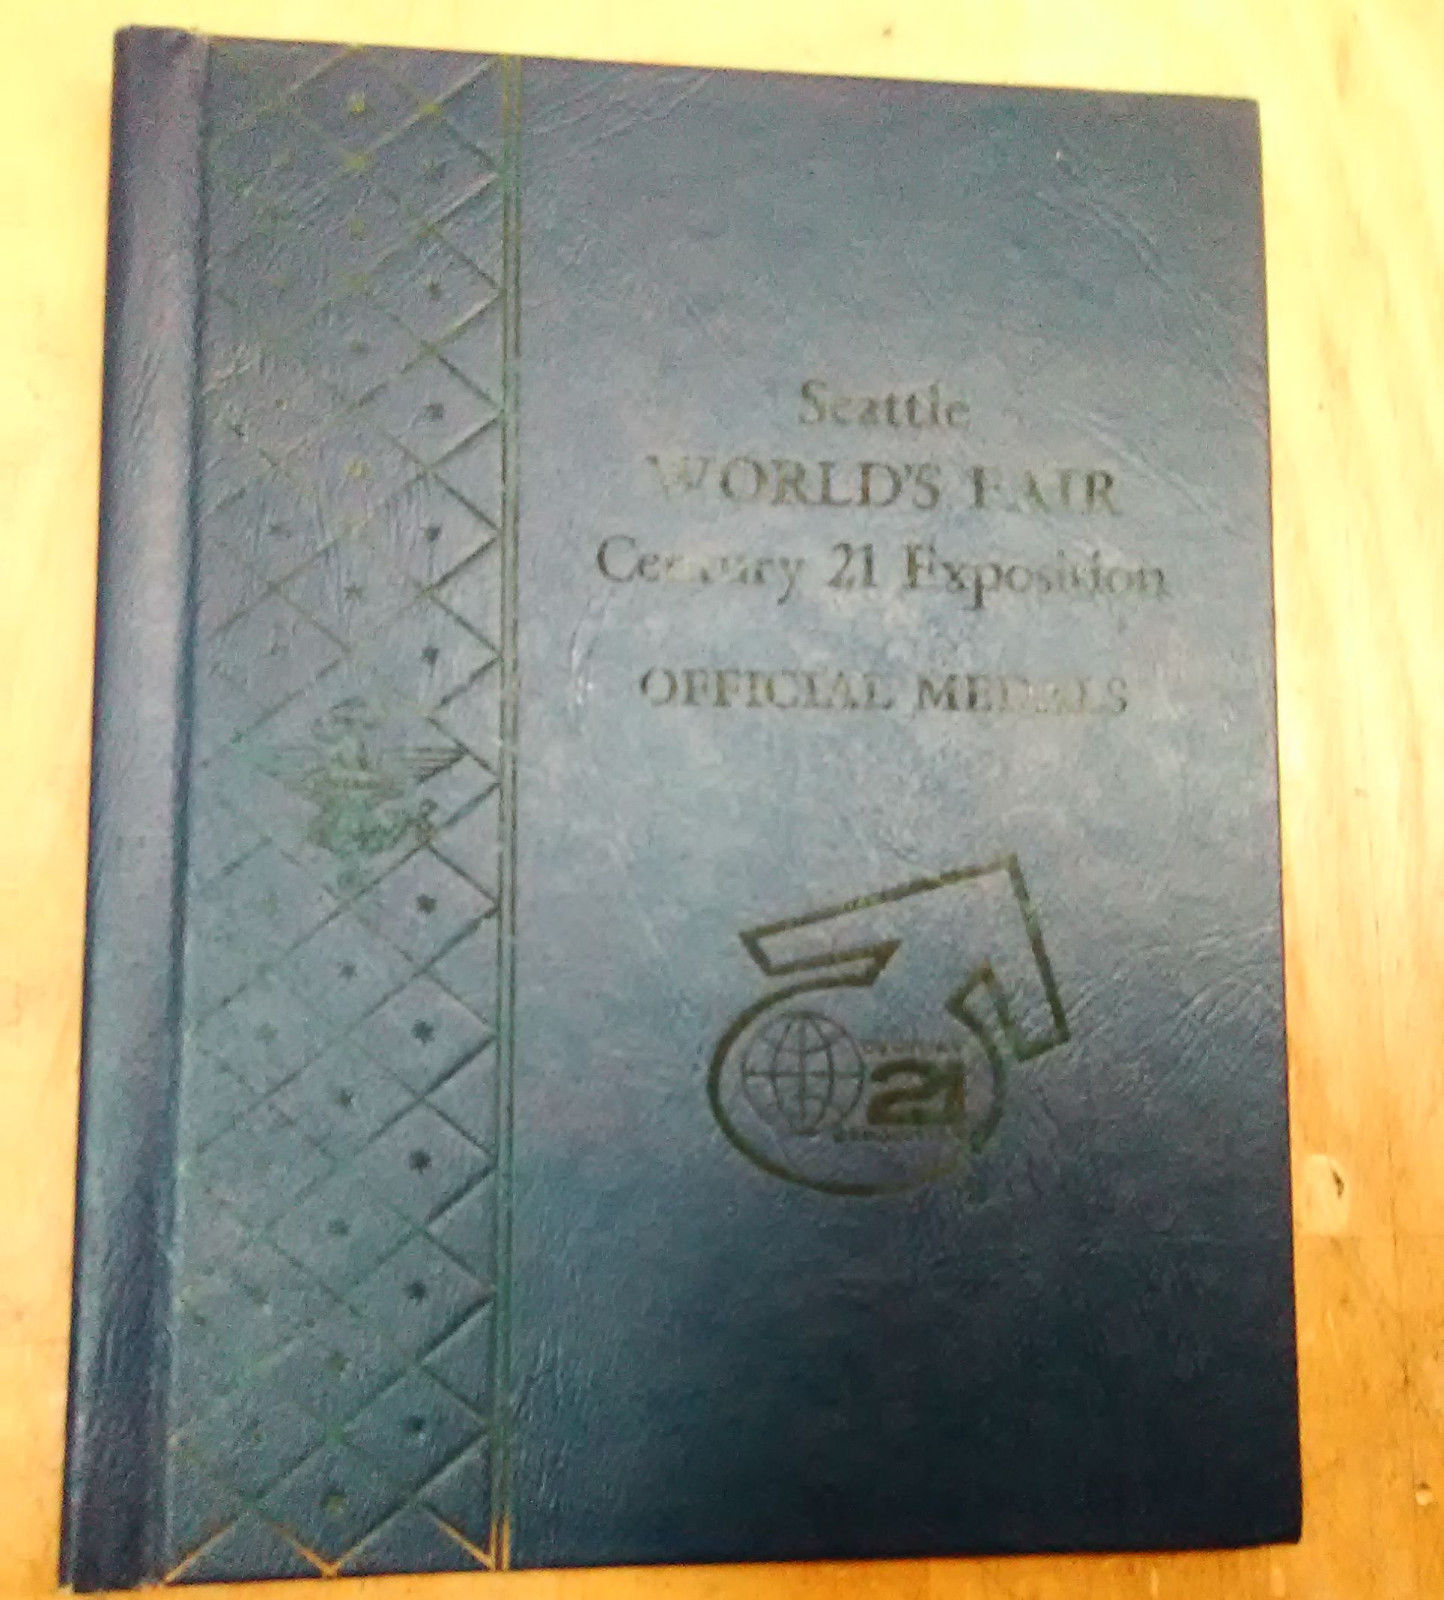 Seattle
WORLD'S FAIR
Century 21 Exposition
OFFICIAL MEDALS
21